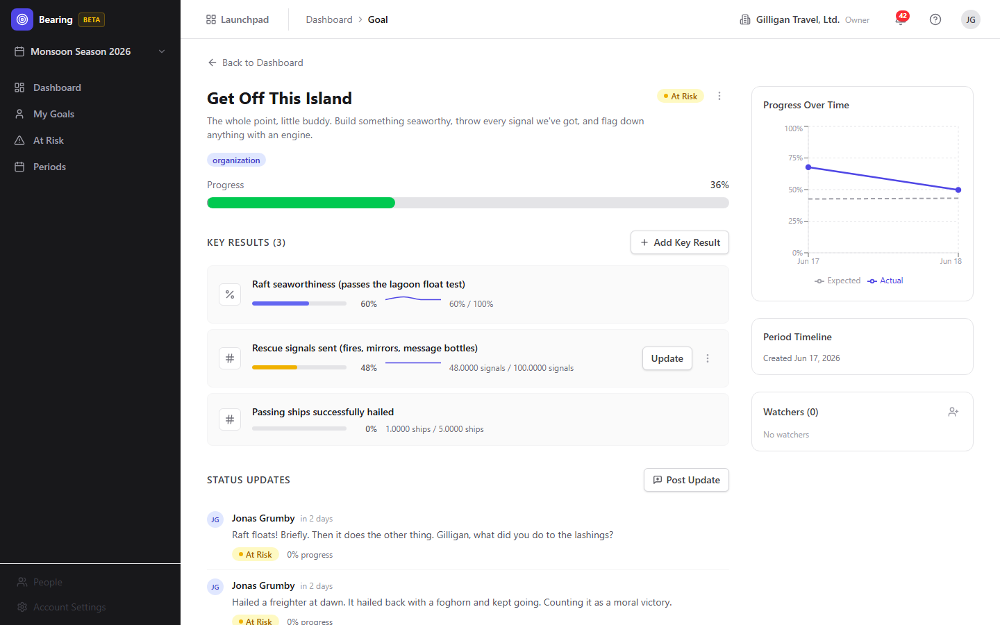 Bearing BETA
Monsoon Season 2026
Dashboard
My Goals
At Risk
Periods
People
Account Settings
Launchpad
Dashboard > Goal
Gilligan Travel, Ltd. Owner
42
JG
Back to Dashboard
Get Off This Island
At Risk
The whole point, little buddy. Build something seaworthy, throw every signal we've got, and flag down
anything with an engine.
organization
Progress 36%
KEY RESULTS (3)
+ Add Key Result
Raft seaworthiness (passes the lagoon float test)
% 60% 60% / 100%
Rescue signals sent (fires, mirrors, message bottles)
# 48% 48.0000 signals / 100.0000 signals
Update
Passing ships successfully hailed
# 0% 1.0000 ships / 5.0000 ships
STATUS UPDATES
Post Update
JG Jonas Grumby in 2 days
Raft floats! Briefly. Then it does the other thing. Gilligan, what did you do to the lashings?
At Risk 0% progress
JG Jonas Grumby in 2 days
Hailed a freighter at dawn. It hailed back with a foghorn and kept going. Counting it as a moral victory.
At Risk 0% progress
Progress Over Time
100%
75%
50%
25%
0%
Jun 17 Jun 18
Expected Actual
Period Timeline
Created Jun 17, 2026
Watchers (0)
No watchers